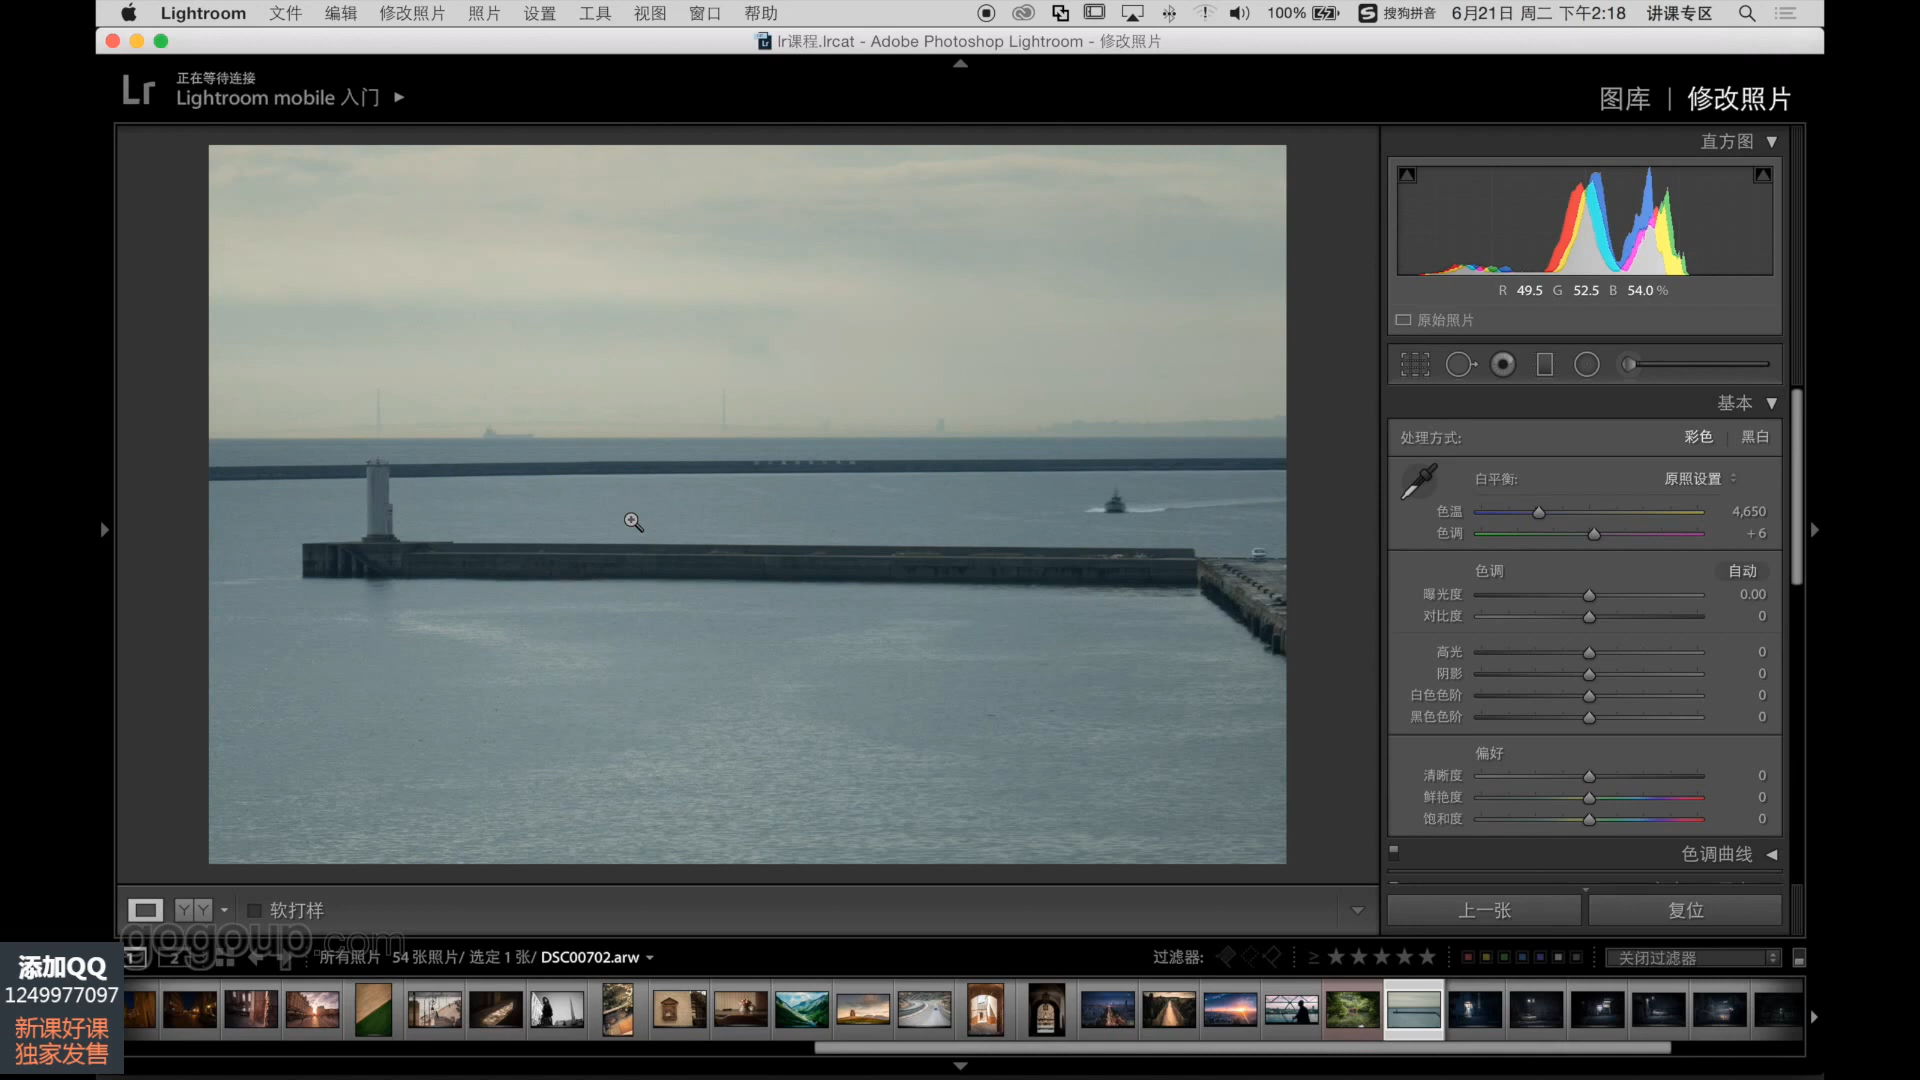 Lightroom 文件 编辑 修改照片 照片 设置 工具 视图 窗口 帮助 100% 搜狗拼音 6月21日 周二 下午2:18 讲课专区
lr课程.lrcat - Adobe Photoshop Lightroom - 修改照片
Lr
正在等待连接
Lightroom mobile 入门
图库 | 修改照片
直方图
R 49.5 G 52.5 B 54.0 %
原始照片
基本
处理方式: 彩色 黑白
白平衡: 原照设置
色温 4,650
色调 +6
色调 自动
曝光度 0.00
对比度 0
高光 0
阴影 0
白色色阶 0
黑色色阶 0
偏好
清晰度 0
鲜艳度 0
饱和度 0
色调曲线
上一张 复位
YY 软打样
gogoup.com
1 2 所有照片 54 张照片/ 选定 1 张/ DSC00702.arw
过滤器: ≥ ★★★★★ 关闭过滤器
添加QQ
1249977097
新课好课
独家发售